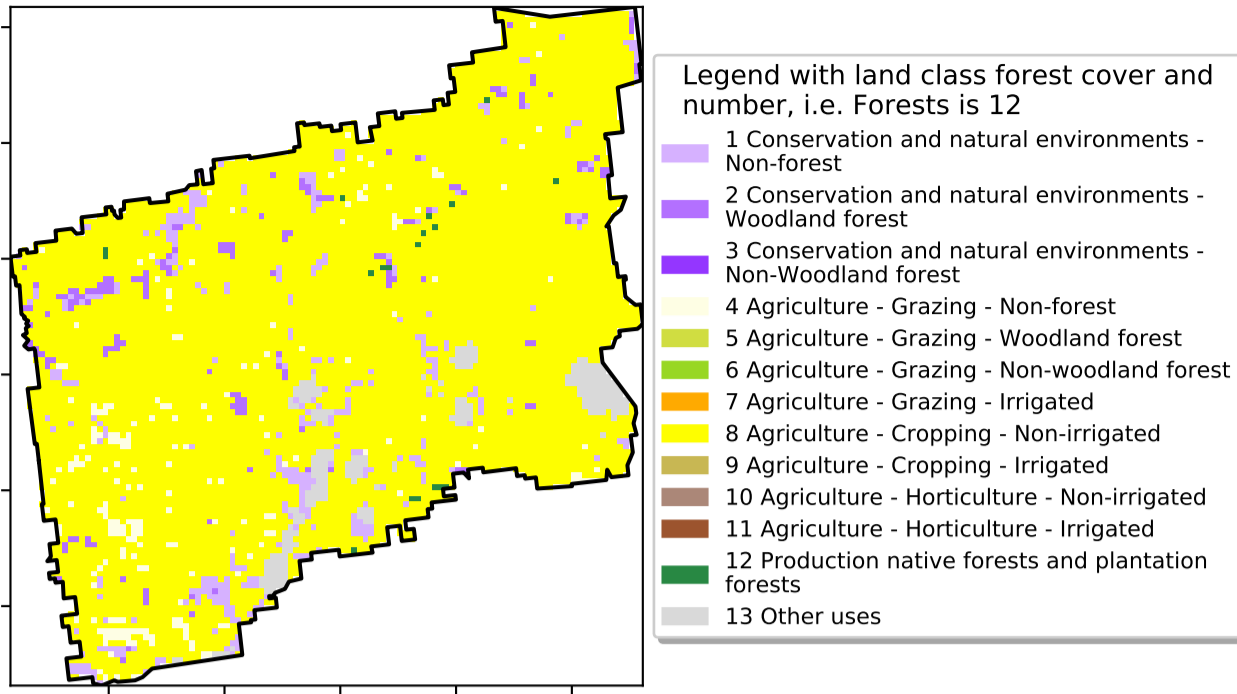 Legend with land class forest cover and
number, i.e. Forests is 12
1 Conservation and natural environments -
Non-forest
2 Conservation and natural environments -
Woodland forest
3 Conservation and natural environments -
Non-Woodland forest
4 Agriculture - Grazing - Non-forest
5 Agriculture - Grazing - Woodland forest
6 Agriculture - Grazing - Non-woodland forest
7 Agriculture - Grazing - Irrigated
8 Agriculture - Cropping - Non-irrigated
9 Agriculture - Cropping - Irrigated
10 Agriculture - Horticulture - Non-irrigated
11 Agriculture - Horticulture - Irrigated
12 Production native forests and plantation
forests
13 Other uses